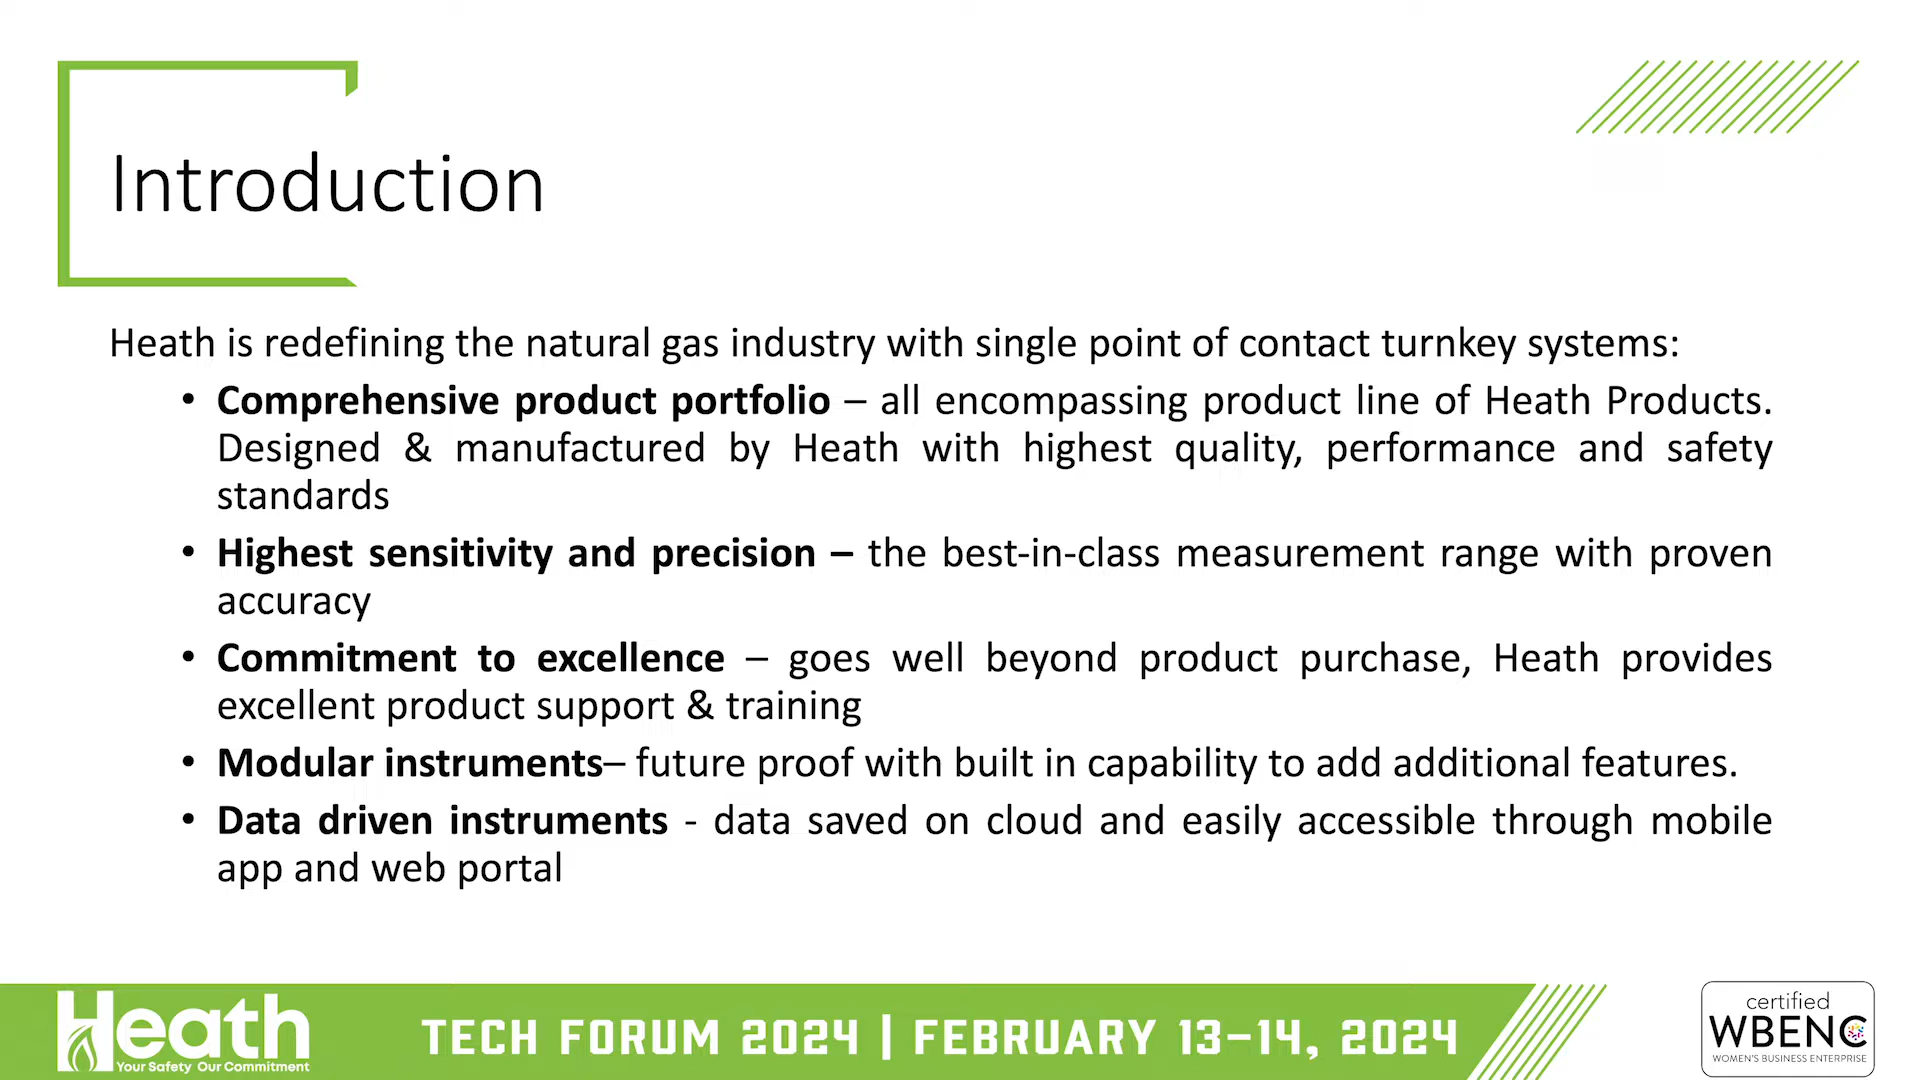 Introduction
Heath is redefining the natural gas industry with single point of contact turnkey systems:
• Comprehensive product portfolio – all encompassing product line of Heath Products.
Designed & manufactured by Heath with highest quality, performance and safety
standards
• Highest sensitivity and precision – the best-in-class measurement range with proven
accuracy
• Commitment to excellence – goes well beyond product purchase, Heath provides
excellent product support & training
• Modular instruments– future proof with built in capability to add additional features.
• Data driven instruments - data saved on cloud and easily accessible through mobile
app and web portal
Heath
Your Safety Our Commitment
TECH FORUM 2024 | FEBRUARY 13–14, 2024
certified
WBENC
WOMEN'S BUSINESS ENTERPRISE